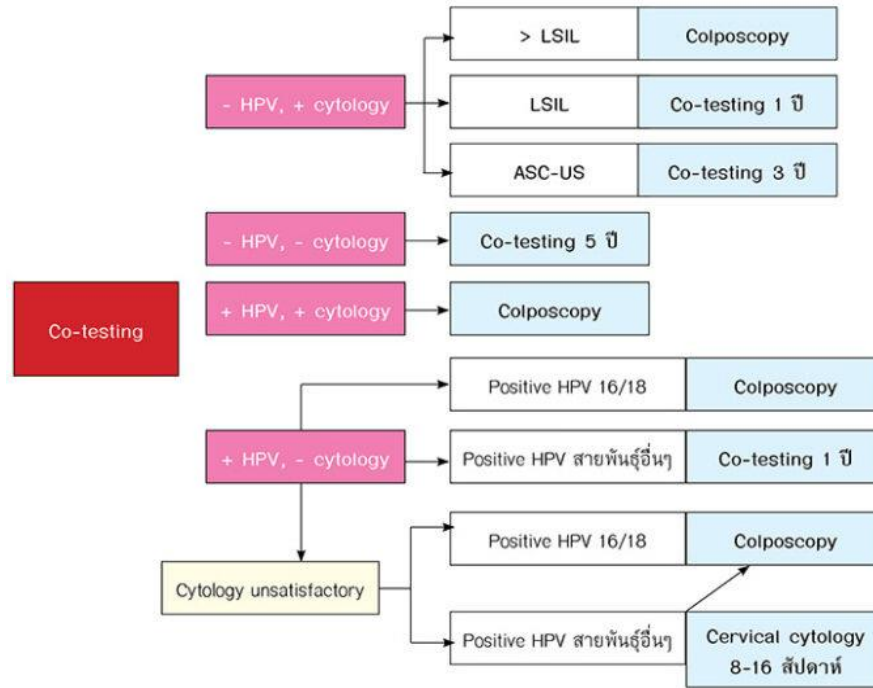 > LSIL
Colposcopy
- HPV, + cytology
LSIL
Co-testing 1 ปี
ASC-US
Co-testing 3 ปี
- HPV, - cytology
Co-testing 5 ปี
Co-testing
+ HPV, + cytology
Colposcopy
Positive HPV 16/18
Colposcopy
+ HPV, - cytology
Positive HPV สายพันธุ์อื่นๆ
Co-testing 1 ปี
Positive HPV 16/18
Colposcopy
Cytology unsatisfactory
Positive HPV สายพันธุ์อื่นๆ
Cervical cytology
8-16 สัปดาห์